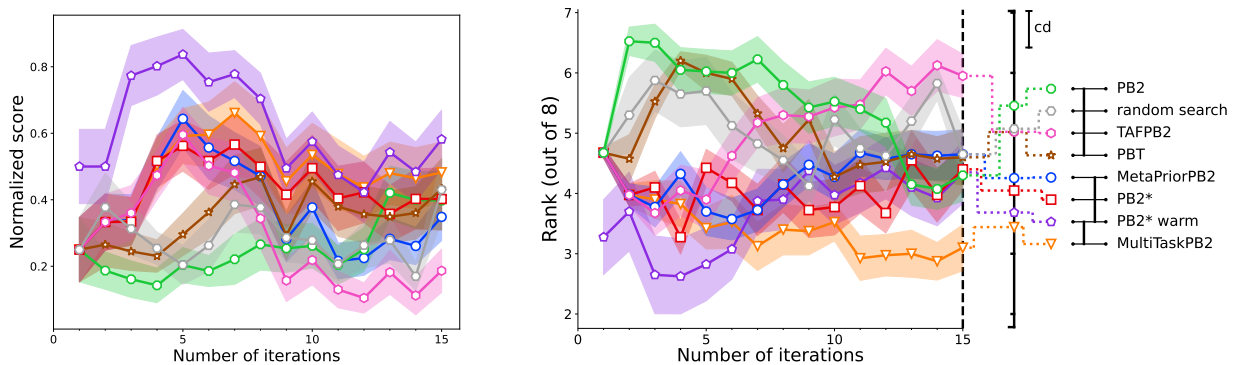 Normalized score
0.8
0.6
0.4
0.2
0
5
10
15
Number of iterations
Rank (out of 8)
7
6
5
4
3
2
0
5
10
15
Number of iterations
cd
PB2
random search
TAFPB2
PBT
MetaPriorPB2
PB2*
PB2* warm
MultiTaskPB2